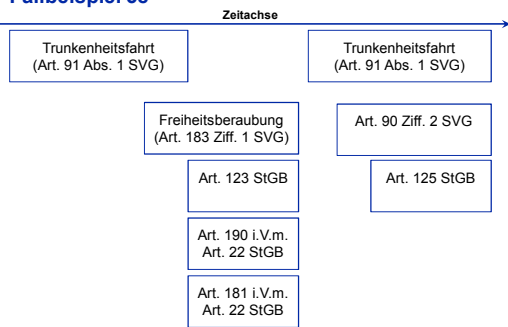 Zeitachse
Trunkenheitsfahrt
(Art. 91 Abs. 1 SVG)
Trunkenheitsfahrt
(Art. 91 Abs. 1 SVG)
Freiheitsberaubung
(Art. 183 Ziff. 1 SVG)
Art. 90 Ziff. 2 SVG
Art. 123 StGB
Art. 125 StGB
Art. 190 i.V.m.
Art. 22 StGB
Art. 181 i.V.m.
Art. 22 StGB